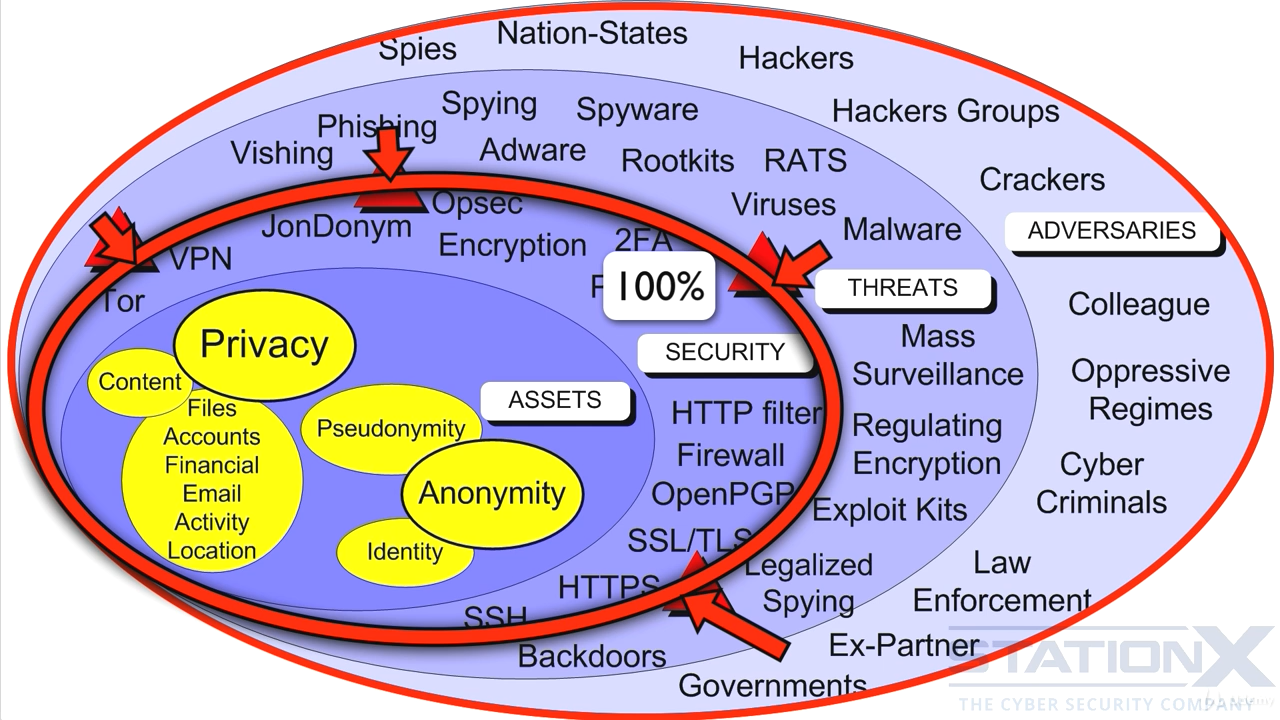 Spies
Nation-States
Hackers
Hackers Groups
Crackers
ADVERSARIES
Colleague
Oppressive
Regimes
Cyber
Criminals
Law
Enforcement
Ex-Partner
Governments
Spying
Spyware
Phishing
Vishing
Adware
Rootkits
RATS
Viruses
Malware
THREATS
Mass
Surveillance
Regulating
Encryption
Exploit Kits
Legalized
Spying
Backdoors
Opsec
JonDonym
Encryption
2FA
VPN
Tor
100%
SECURITY
HTTP filter
Firewall
OpenPGP
SSL/TLS
HTTPS
SSH
ASSETS
Privacy
Content
Files
Accounts
Financial
Email
Activity
Location
Pseudonymity
Anonymity
Identity
STATIONX
THE CYBER SECURITY COMPANY